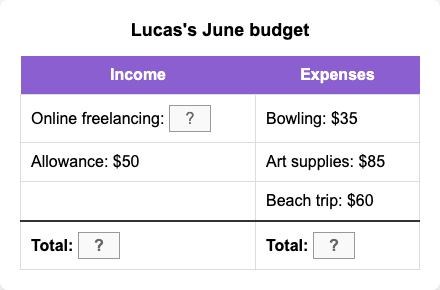 Lucas's June budget
Income Expenses
Online freelancing: ? Bowling: $35
Allowance: $50 Art supplies: $85
Beach trip: $60
Total: ? Total: ?